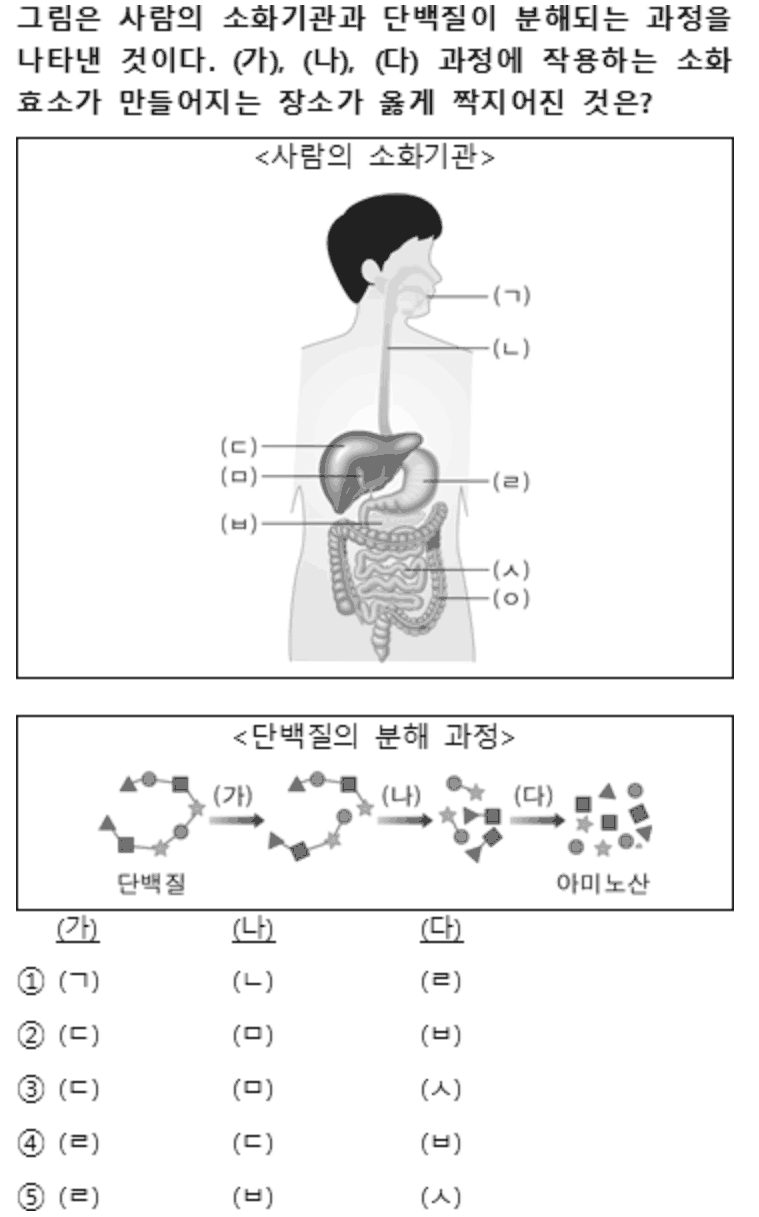 그림은 사람의 소화기관과 단백질이 분해되는 과정을
나타낸 것이다. (가), (나), (다) 과정에 작용하는 소화
효소가 만들어지는 장소가 옳게 짝지어진 것은?
<사람의 소화기관>
(ㄱ)
(ㄴ)
(ㄷ)
(ㅁ)
(ㄹ)
(ㅂ)
(ㅅ)
(ㅇ)
<단백질의 분해 과정>
(가) (나) (다)
단백질 아미노산
(가) (나) (다)
① (ㄱ) (ㄴ) (ㄹ)
② (ㄷ) (ㅁ) (ㅂ)
③ (ㄷ) (ㅁ) (ㅅ)
④ (ㄹ) (ㄷ) (ㅂ)
⑤ (ㄹ) (ㅂ) (ㅅ)